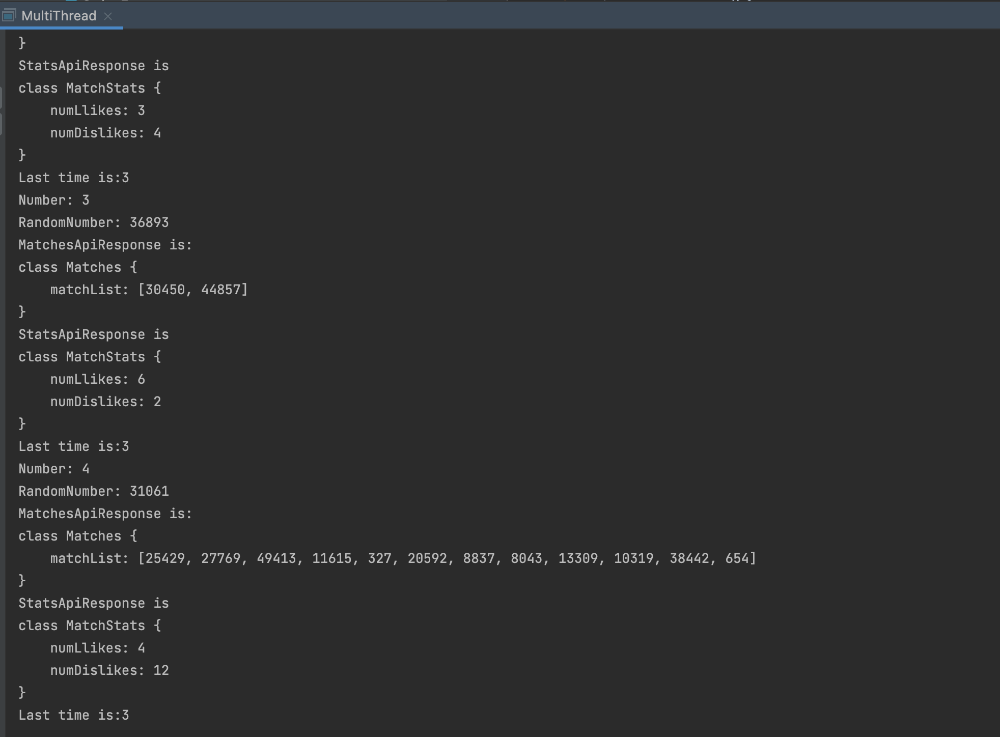 MultiThread
}
StatsApiResponse is
class MatchStats {
    numLlikes: 3
    numDislikes: 4
}
Last time is:3
Number: 3
RandomNumber: 36893
MatchesApiResponse is:
class Matches {
    matchList: [30450, 44857]
}
StatsApiResponse is
class MatchStats {
    numLlikes: 6
    numDislikes: 2
}
Last time is:3
Number: 4
RandomNumber: 31061
MatchesApiResponse is:
class Matches {
    matchList: [25429, 27769, 49413, 11615, 327, 20592, 8837, 8043, 13309, 10319, 38442, 654]
}
StatsApiResponse is
class MatchStats {
    numLlikes: 4
    numDislikes: 12
}
Last time is:3